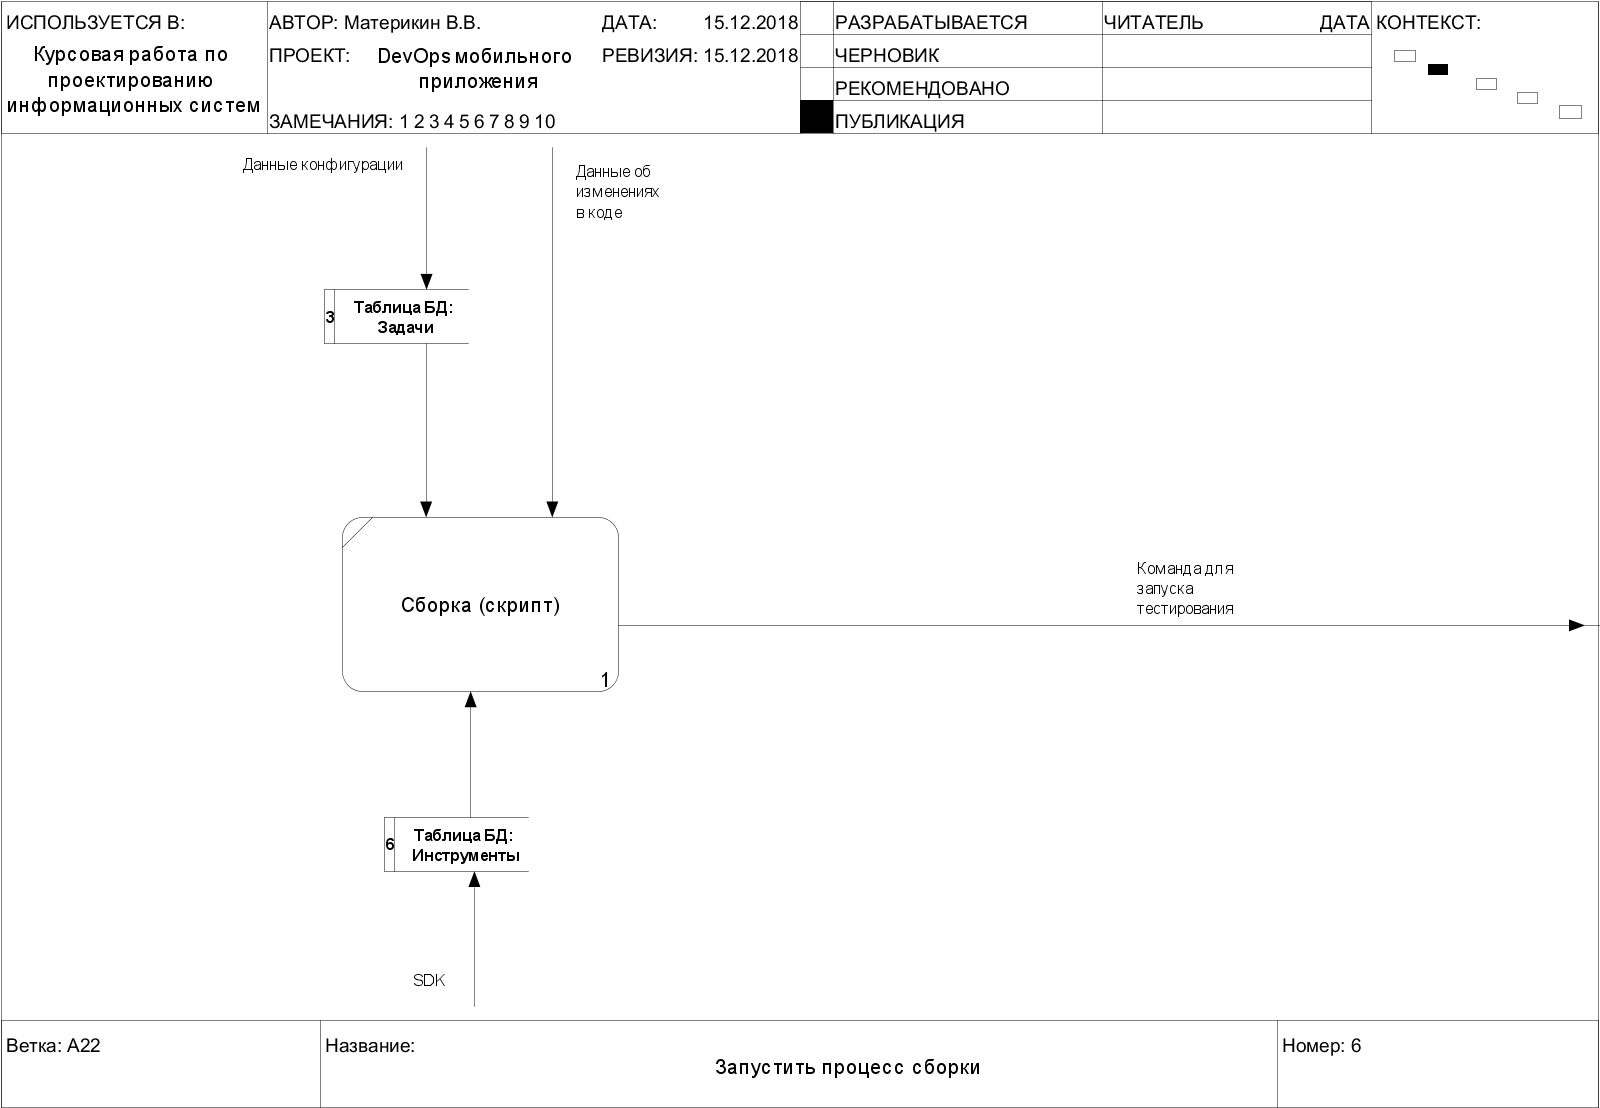 ИСПОЛЬЗУЕТСЯ В:
Курсовая работа по
проектированию
информационных систем
АВТОР: Материкин В.В.
ДАТА: 15.12.2018
ПРОЕКТ: DevOps мобильного
приложения
РЕВИЗИЯ: 15.12.2018
ЗАМЕЧАНИЯ: 1 2 3 4 5 6 7 8 9 10
РАЗРАБАТЫВАЕТСЯ
ЧЕРНОВИК
РЕКОМЕНДОВАНО
ПУБЛИКАЦИЯ
ЧИТАТЕЛЬ ДАТА
КОНТЕКСТ:
Данные конфигурации
Данные об
изменениях
в коде
3
Таблица БД:
Задачи
Сборка (скрипт)
1
Команда для
запуска
тестирования
6
Таблица БД:
Инструменты
SDK
Ветка: A22
Название:
Запустить процесс сборки
Номер: 6